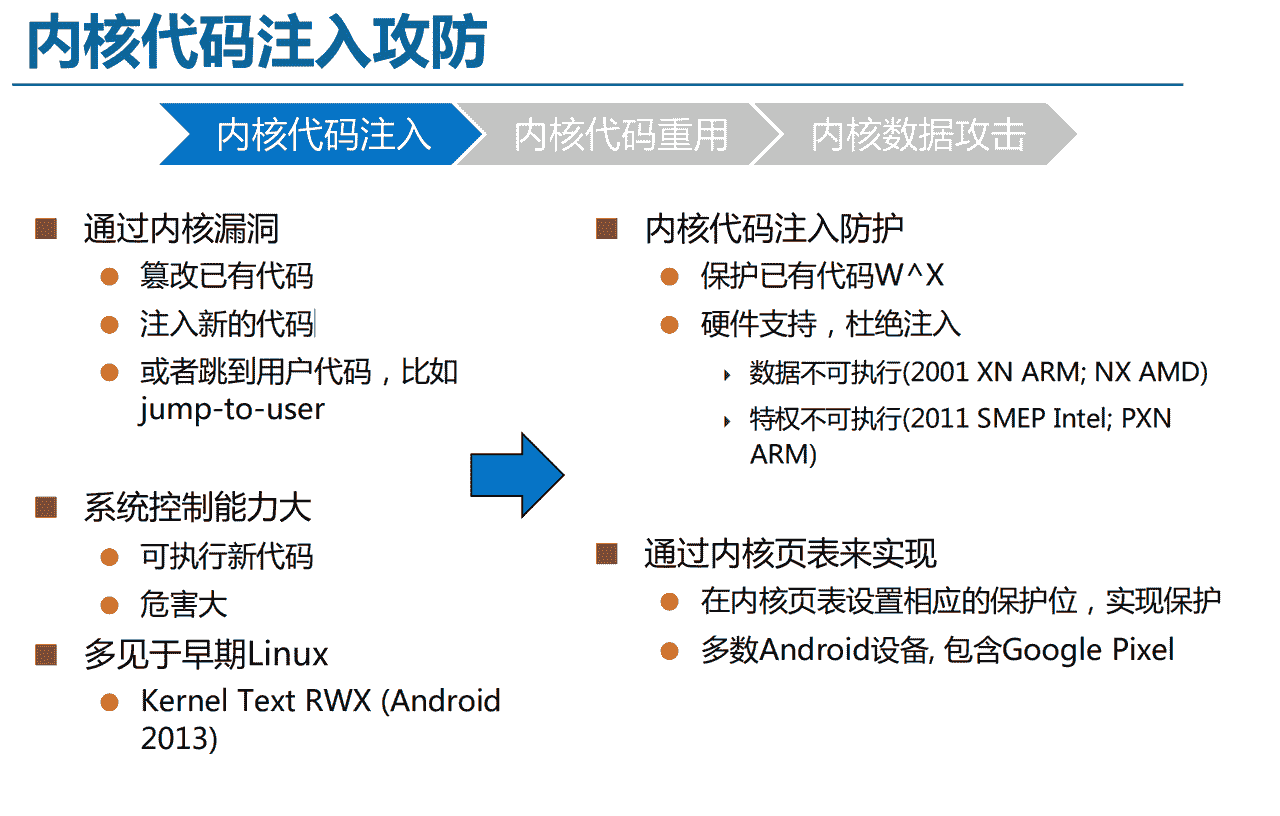 内核代码注入攻防
内核代码注入
内核代码重用
内核数据攻击
通过内核漏洞
篡改已有代码
注入新的代码
或者跳到用户代码，比如
jump-to-user
系统控制能力大
可执行新代码
危害大
多见于早期Linux
Kernel Text RWX (Android
2013)
内核代码注入防护
保护已有代码W^X
硬件支持，杜绝注入
数据不可执行(2001 XN ARM; NX AMD)
特权不可执行(2011 SMEP Intel; PXN
ARM)
通过内核页表来实现
在内核页表设置相应的保护位，实现保护
多数Android设备, 包含Google Pixel